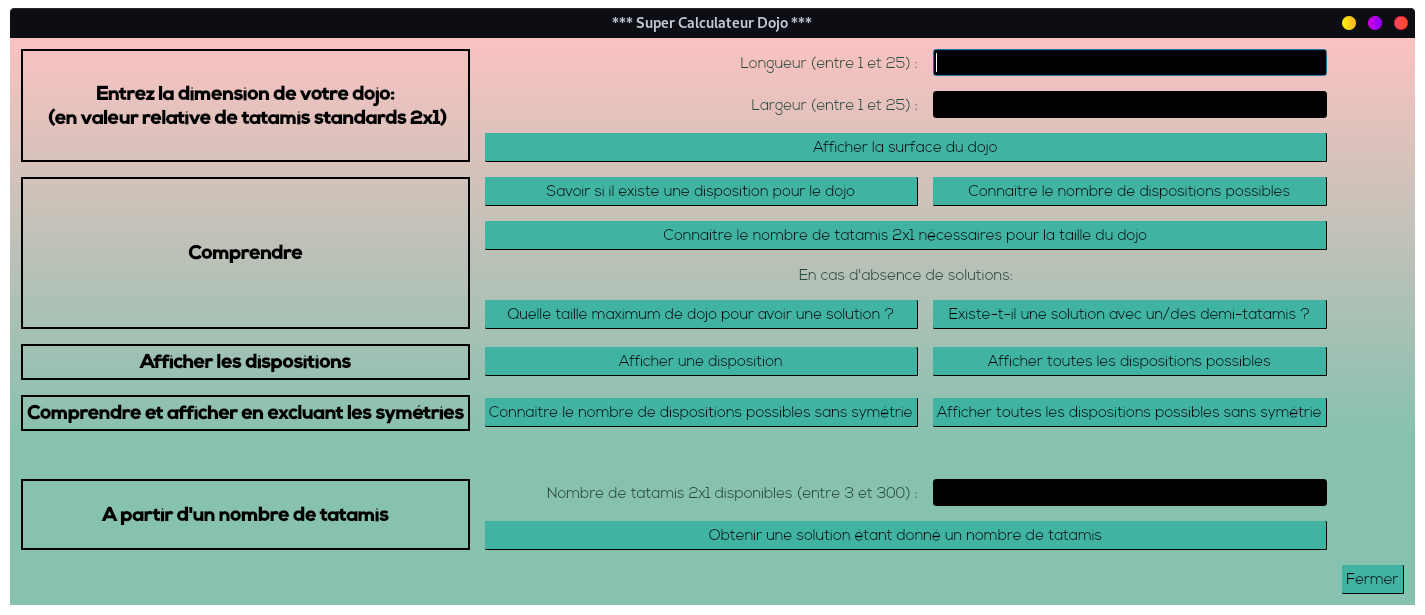 *** Super Calculateur Dojo ***
Entrez la dimension de votre dojo:
(en valeur relative de tatamis standards 2x1)
Longueur (entre 1 et 25) :
Largeur (entre 1 et 25) :
Afficher la surface du dojo
Comprendre
Savoir si il existe une disposition pour le dojo
Connaitre le nombre de dispositions possibles
Connaitre le nombre de tatamis 2x1 nécessaires pour la taille du dojo
En cas d'absence de solutions:
Quelle taille maximum de dojo pour avoir une solution ?
Existe-t-il une solution avec un/des demi-tatamis ?
Afficher les dispositions
Afficher une disposition
Afficher toutes les dispositions possibles
Comprendre et afficher en excluant les symétries
Connaitre le nombre de dispositions possibles sans symétrie
Afficher toutes les dispositions possibles sans symétrie
A partir d'un nombre de tatamis
Nombre de tatamis 2x1 disponibles (entre 3 et 300) :
Obtenir une solution étant donné un nombre de tatamis
Fermer